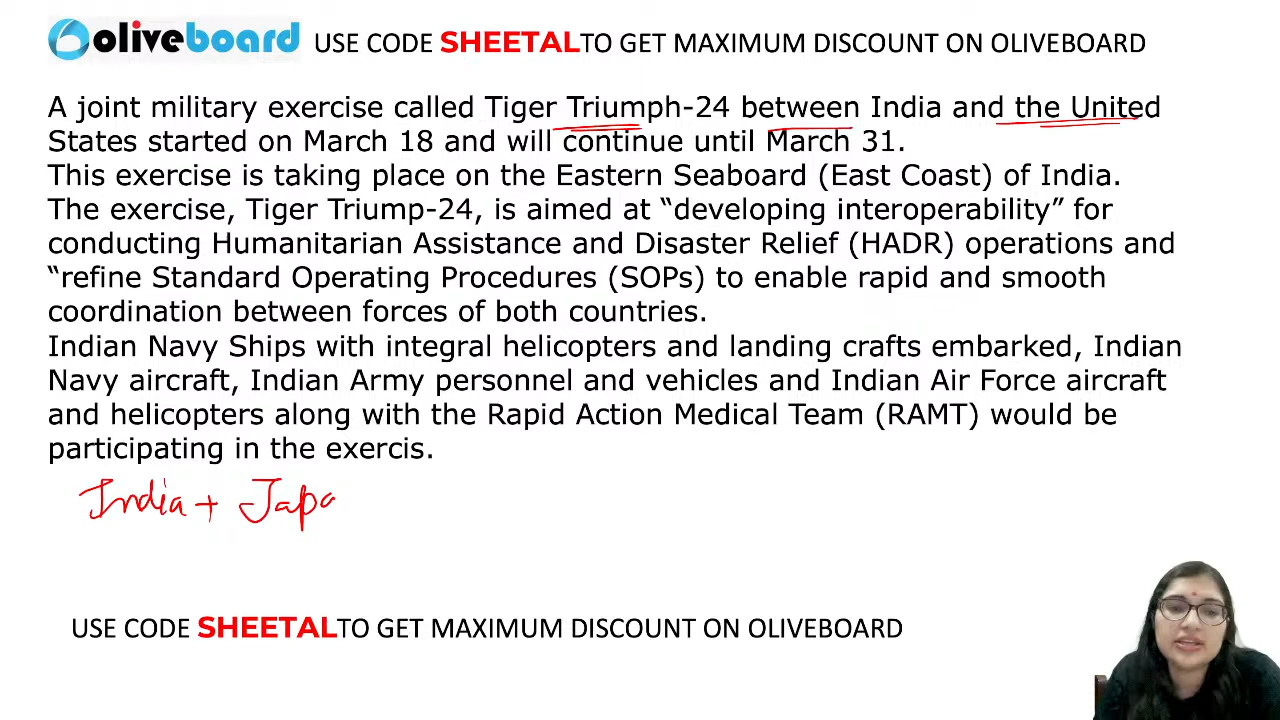 oliveboard USE CODE SHEETAL TO GET MAXIMUM DISCOUNT ON OLIVEBOARD
A joint military exercise called Tiger Triumph-24 between India and the United
States started on March 18 and will continue until March 31.
This exercise is taking place on the Eastern Seaboard (East Coast) of India.
The exercise, Tiger Triump-24, is aimed at “developing interoperability” for
conducting Humanitarian Assistance and Disaster Relief (HADR) operations and
“refine Standard Operating Procedures (SOPs) to enable rapid and smooth
coordination between forces of both countries.
Indian Navy Ships with integral helicopters and landing crafts embarked, Indian
Navy aircraft, Indian Army personnel and vehicles and Indian Air Force aircraft
and helicopters along with the Rapid Action Medical Team (RAMT) would be
participating in the exercis.
India + Japa
USE CODE SHEETAL TO GET MAXIMUM DISCOUNT ON OLIVEBOARD